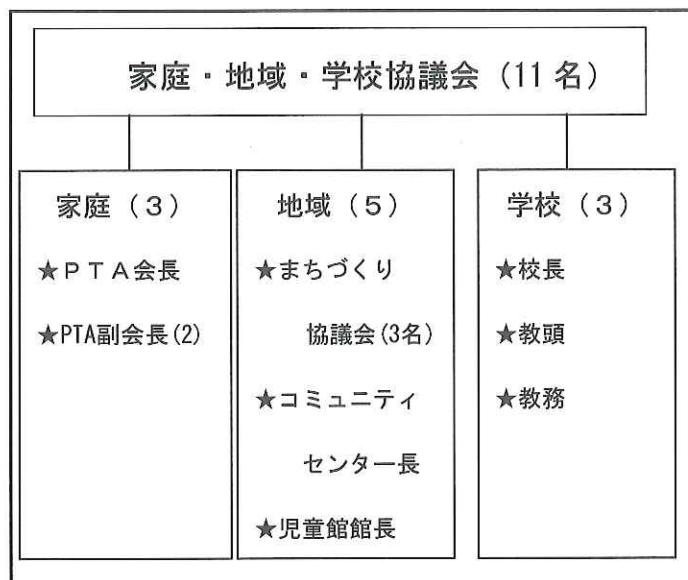 家庭・地域・学校協議会（11 名）
家庭（３）
★ＰＴＡ会長
★PTA副会長(2)
地域（５）
★まちづくり
協議会(3名)
★コミュニティ
センター長
★児童館館長
学校（３）
★校長
★教頭
★教務